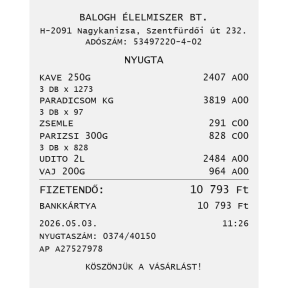 BALOGH ÉLELMISZER BT.
H-2091 Nagykanizsa, Szentfürdői út 232.
ADÓSZÁM: 53497220-4-02
NYUGTA
KAVE 250G 2407 A00
3 DB x 1273
PARADICSOM KG 3819 A00
3 DB x 97
ZSEMLE 291 C00
PARIZSI 300G 828 C00
3 DB x 828
UDITO 2L 2484 A00
VAJ 200G 964 A00
FIZETENDŐ: 10 793 Ft
BANKKÁRTYA 10 793 Ft
2026.05.03. 11:26
NYUGTASZÁM: 0374/40150
AP A27527978
KÖSZÖNJÜK A VÁSÁRLÁST!